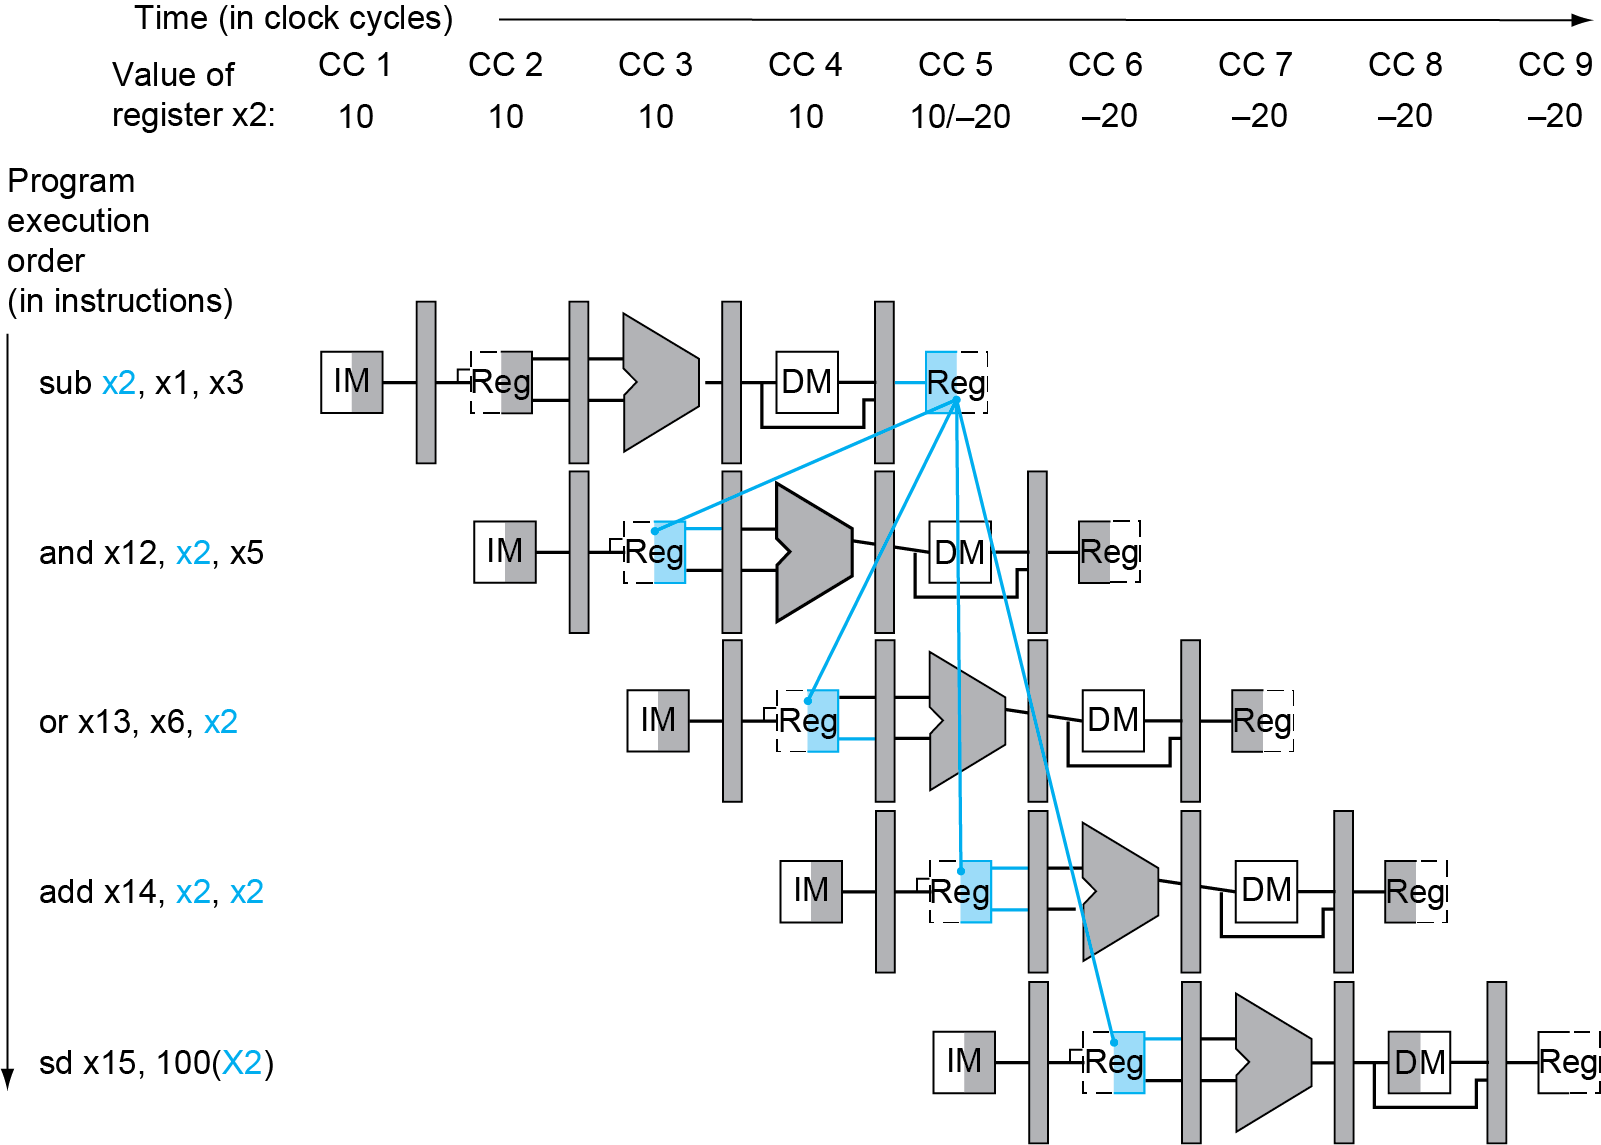 Time (in clock cycles)
CC 1 CC 2 CC 3 CC 4 CC 5 CC 6 CC 7 CC 8 CC 9
Value of
register x2: 10 10 10 10 10/–20 –20 –20 –20 –20
Program
execution
order
(in instructions)
sub x2, x1, x3 IM Reg DM Reg
and x12, x2, x5 IM Reg DM Reg
or x13, x6, x2 IM Reg DM Reg
add x14, x2, x2 IM Reg DM Reg
sd x15, 100(X2) IM Reg DM Reg